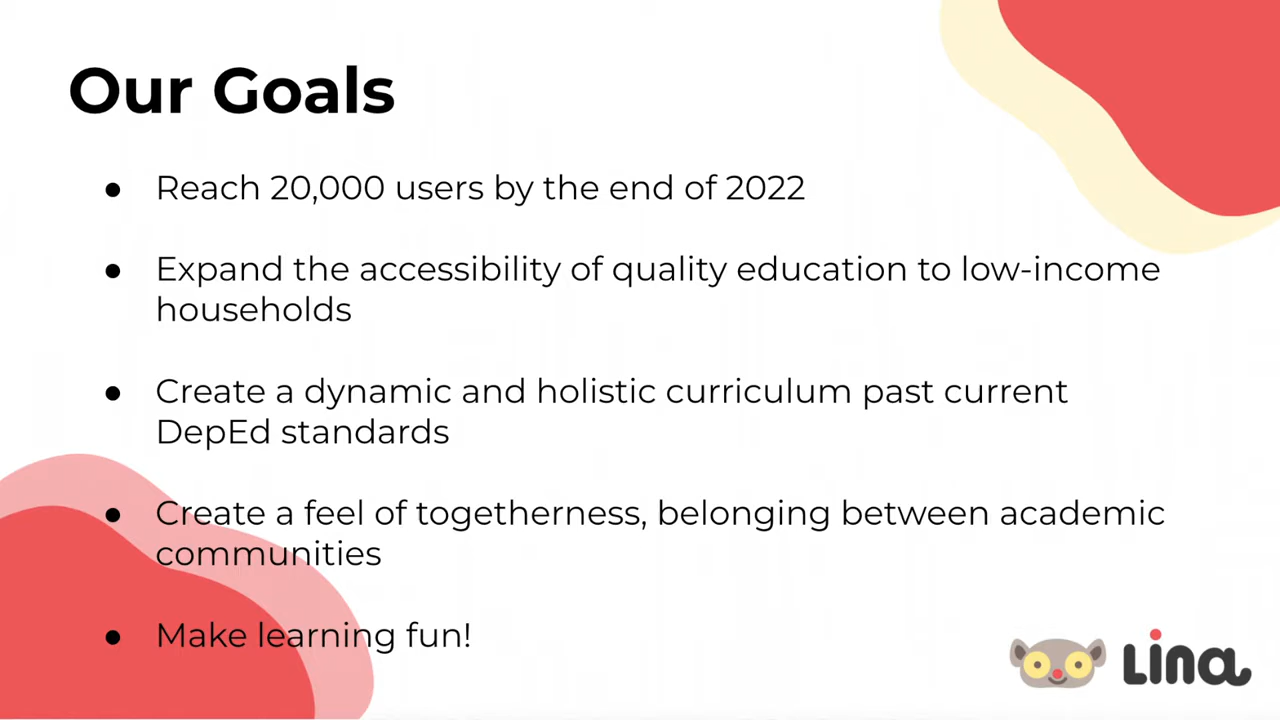 Our Goals
● Reach 20,000 users by the end of 2022
● Expand the accessibility of quality education to low-income
households
● Create a dynamic and holistic curriculum past current
DepEd standards
● Create a feel of togetherness, belonging between academic
communities
● Make learning fun!
Lina